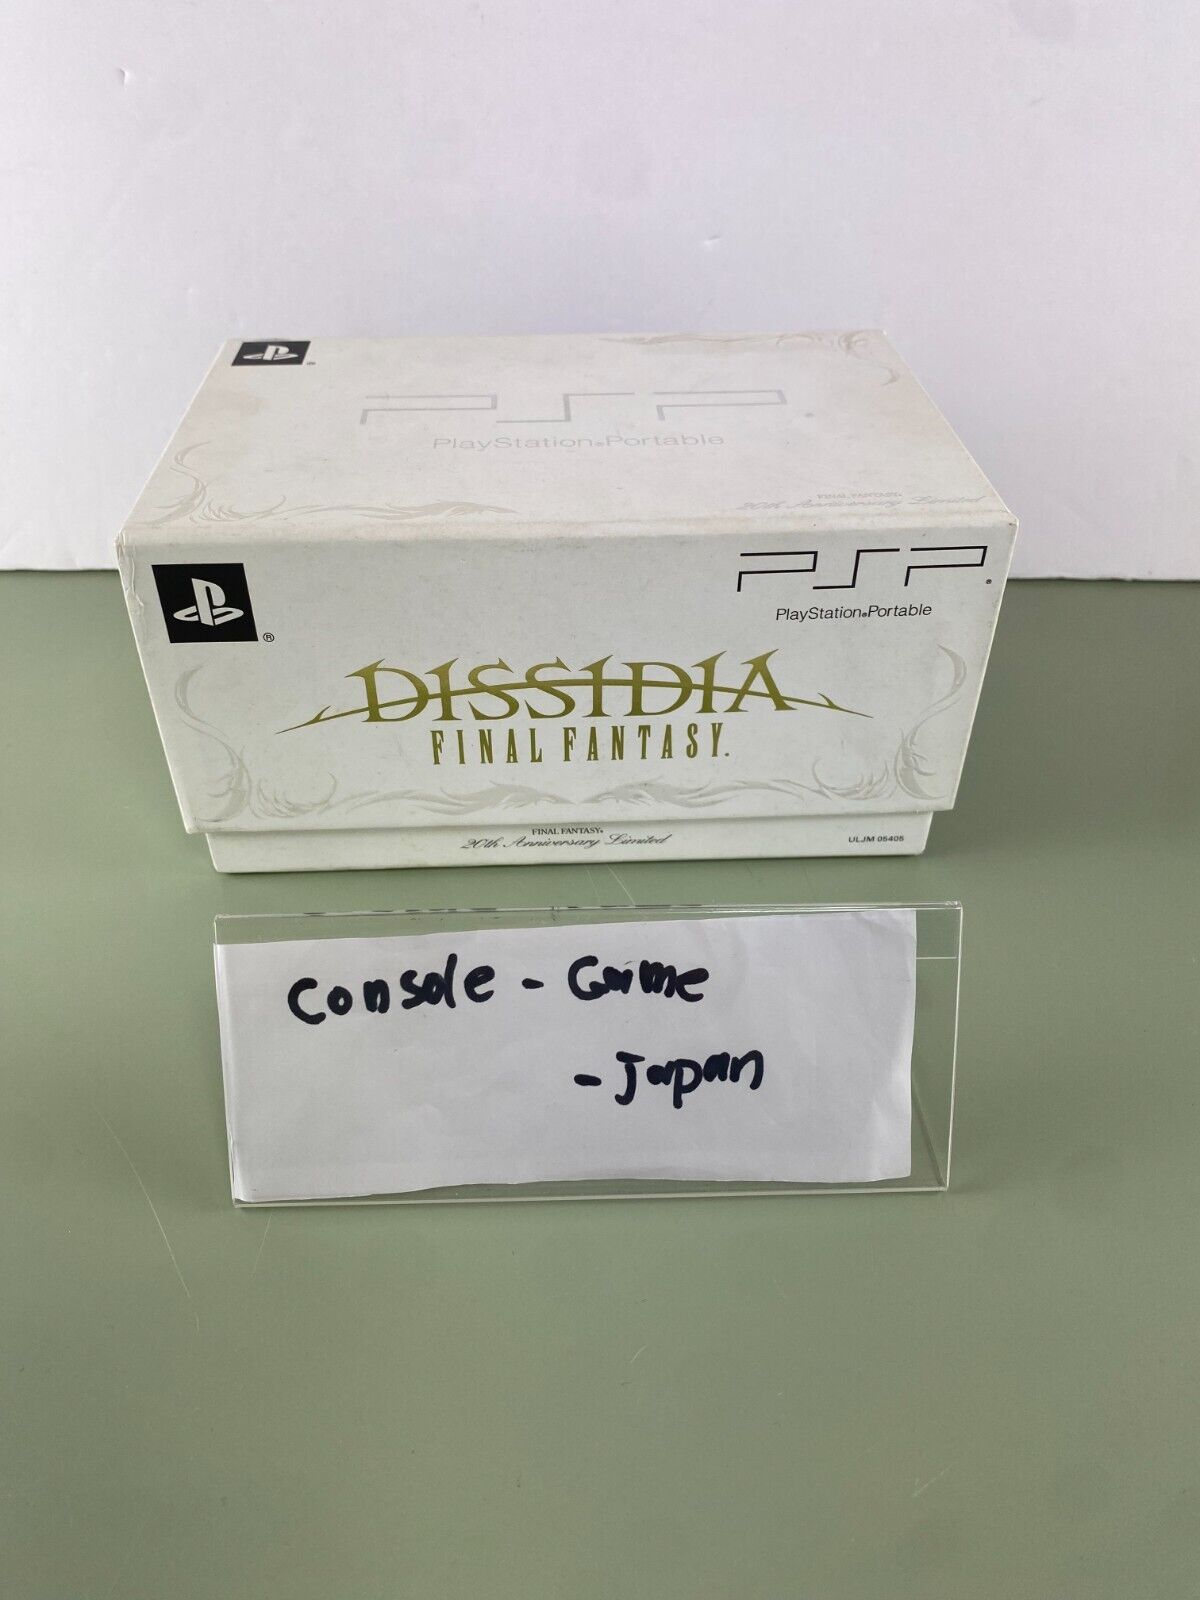 PSP®
PlayStation®Portable
FINAL FANTASY®
20th Anniversary Limited
®
PSP®
PlayStation®Portable
DISSIDIA
FINAL FANTASY®
FINAL FANTASY®
20th Anniversary Limited
ULJM 05405
Console - Game
- Japan